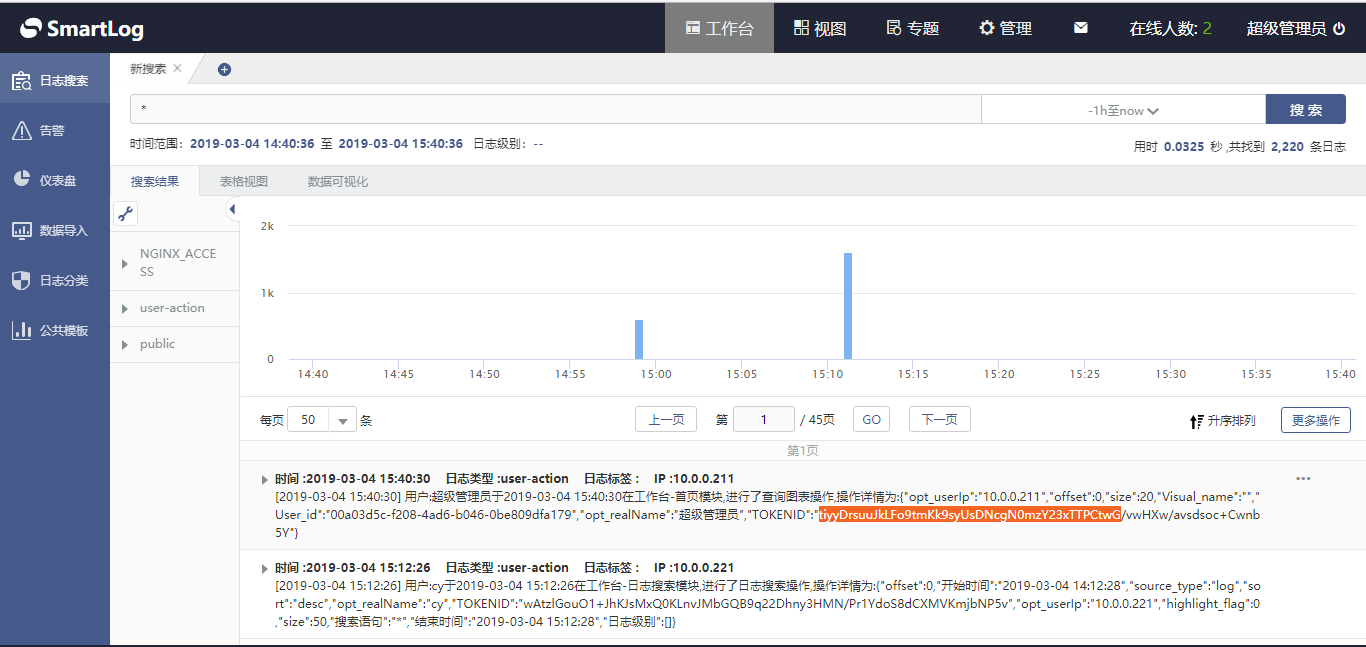 SmartLog 工作台 视图 专题 管理 在线人数: 2 超级管理员
日志搜索
告警
仪表盘
数据导入
日志分类
公共模板
新搜索
* -1h至now 搜 索
时间范围: 2019-03-04 14:40:36 至 2019-03-04 15:40:36 日志级别: --
用时 0.0325 秒 ,共找到 2,220 条日志
搜索结果 表格视图 数据可视化
NGINX_ACCE
SS
user-action
public
2k
1k
0
14:40 14:45 14:50 14:55 15:00 15:05 15:10 15:15 15:20 15:25 15:30 15:35 15:40
每页 50 条 上一页 第 1 / 45页 GO 下一页 升序排列 更多操作
第1页
时间 :2019-03-04 15:40:30 日志类型 :user-action 日志标签 : IP :10.0.0.211
[2019-03-04 15:40:30] 用户:超级管理员于2019-03-04 15:40:30在工作台-首页模块,进行了查询图表操作,操作详情为:{"opt_userIp":"10.0.0.211","offset":0,"size":20,"Visual_name":"","
User_id":"00a03d5c-f208-4ad6-b046-0be809dfa179","opt_realName":"超级管理员","TOKENID":"tiyyDrsuuJkLFo9tmKk9syUsDNcgN0mzY23xTTPCtwG/vwHXw/avsdsoc+Cwnb
5Y"}
时间 :2019-03-04 15:12:26 日志类型 :user-action 日志标签 : IP :10.0.0.221
[2019-03-04 15:12:26] 用户:cy于2019-03-04 15:12:26在工作台-日志搜索模块,进行了日志搜索操作,操作详情为:{"offset":0,"开始时间":"2019-03-04 14:12:28","source_type":"log","so
rt":"desc","opt_realName":"cy","TOKENID":"wAtzlGouO1+JhKJsMxQ0KLnvJMbGQB9q22Dhny3HMN/Pr1YdoS8dCXMVKmjbNP5v","opt_userIp":"10.0.0.221","highlight_flag":0
,"size":50,"搜索语句":"*","结束时间":"2019-03-04 15:12:28","日志级别":[]}